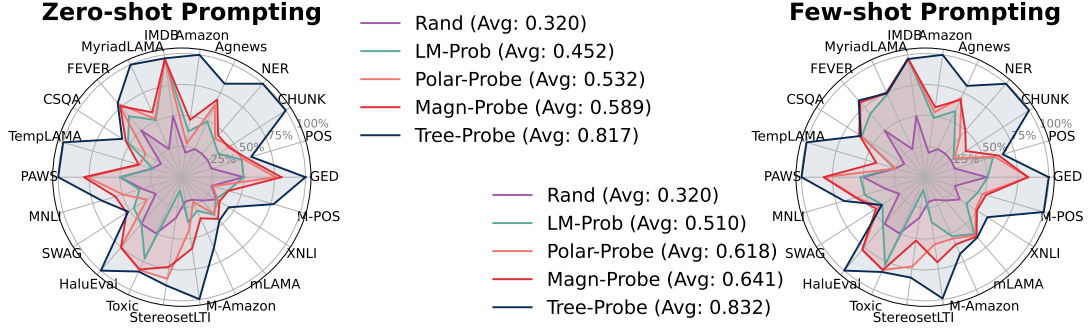 Zero-shot Prompting
IMDB
Amazon
Agnews
NER
CHUNK
POS
GED
M-POS
XNLI
mLAMA
M-Amazon
LTI
Stereoset
Toxic
HaluEval
SWAG
MNLI
PAWS
TempLAMA
CSQA
FEVER
MyriadLAMA
25%
50%
75%
100%
Rand (Avg: 0.320)
LM-Prob (Avg: 0.452)
Polar-Probe (Avg: 0.532)
Magn-Probe (Avg: 0.589)
Tree-Probe (Avg: 0.817)
Rand (Avg: 0.320)
LM-Prob (Avg: 0.510)
Polar-Probe (Avg: 0.618)
Magn-Probe (Avg: 0.641)
Tree-Probe (Avg: 0.832)
Few-shot Prompting
IMDB
Amazon
Agnews
NER
CHUNK
POS
GED
M-POS
XNLI
mLAMA
M-Amazon
LTI
Stereoset
Toxic
HaluEval
SWAG
MNLI
PAWS
TempLAMA
CSQA
FEVER
MyriadLAMA
25%
50%
75%
100%